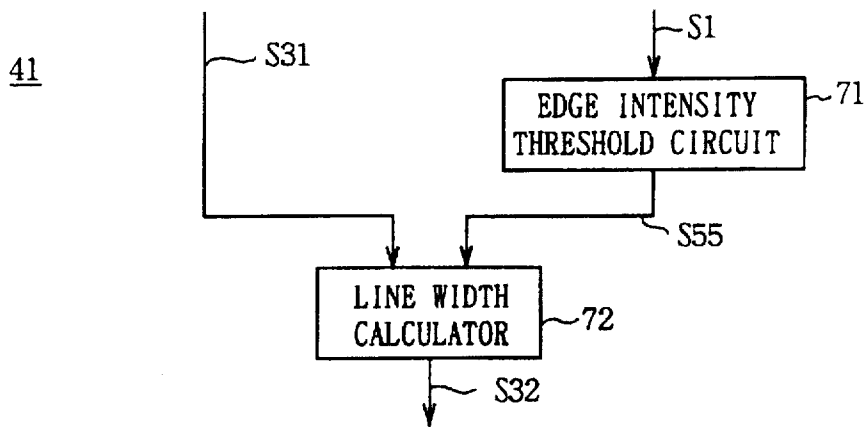 S1
S31
41
71
EDGE INTENSITY
THRESHOLD CIRCUIT
S55
LINE WIDTH
CALCULATOR
72
S32